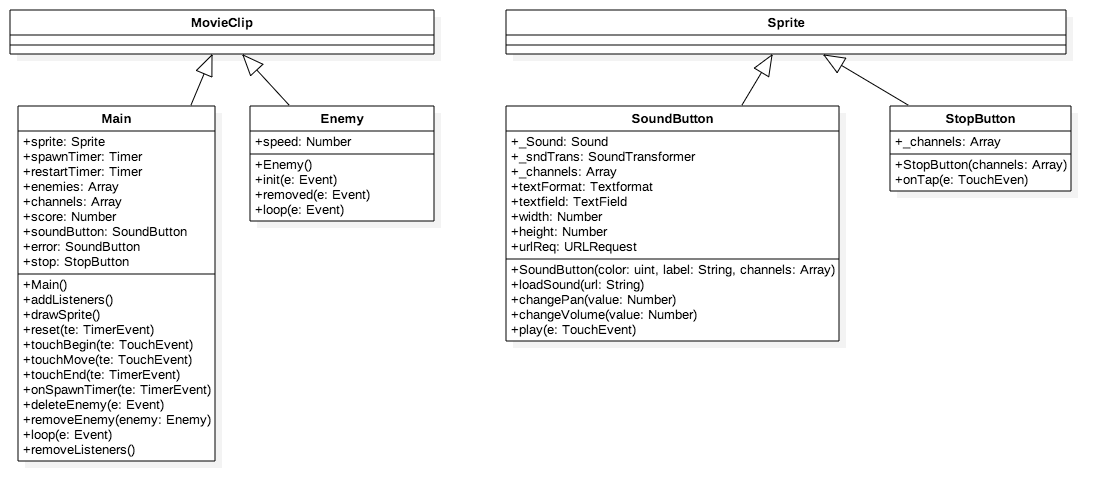 MovieClip
Sprite
Main
+sprite: Sprite
+spawnTimer: Timer
+restartTimer: Timer
+enemies: Array
+channels: Array
+score: Number
+soundButton: SoundButton
+error: SoundButton
+stop: StopButton
+Main()
+addListeners()
+drawSprite()
+reset(te: TimerEvent)
+touchBegin(te: TouchEvent)
+touchMove(te: TouchEvent)
+touchEnd(te: TimerEvent)
+onSpawnTimer(te: TimerEvent)
+deleteEnemy(e: Event)
+removeEnemy(enemy: Enemy)
+loop(e: Event)
+removeListeners()
Enemy
+speed: Number
+Enemy()
+init(e: Event)
+removed(e: Event)
+loop(e: Event)
SoundButton
+_Sound: Sound
+_sndTrans: SoundTransformer
+_channels: Array
+textFormat: Textformat
+textfield: TextField
+width: Number
+height: Number
+urlReq: URLRequest
+SoundButton(color: uint, label: String, channels: Array)
+loadSound(url: String)
+changePan(value: Number)
+changeVolume(value: Number)
+play(e: TouchEvent)
StopButton
+_channels: Array
+StopButton(channels: Array)
+onTap(e: TouchEven)